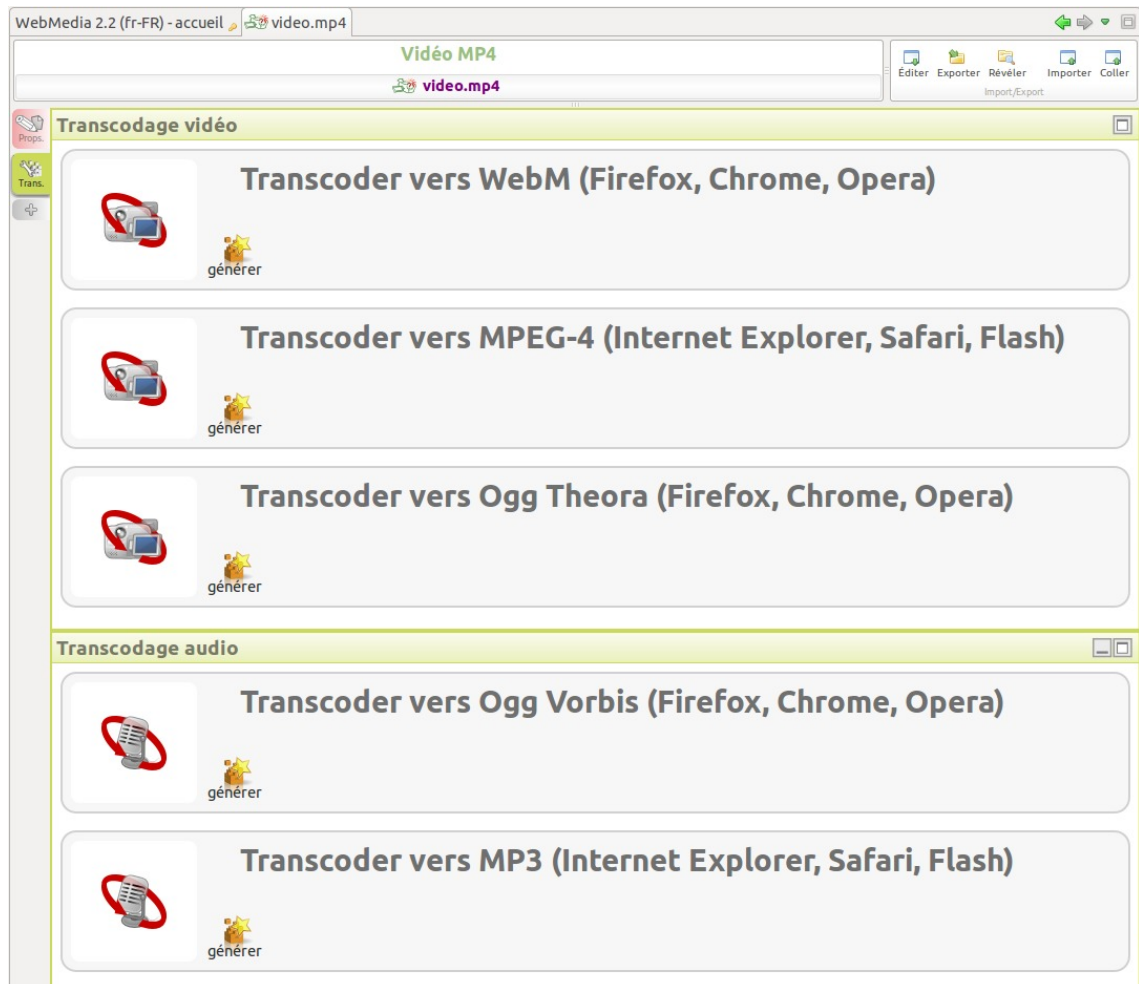 WebMedia 2.2 (fr-FR) - accueil
video.mp4
Vidéo MP4
video.mp4
Éditer Exporter Révéler Importer Coller
Import/Export
Props.
Trans.
Transcodage vidéo
Transcoder vers WebM (Firefox, Chrome, Opera)
générer
Transcoder vers MPEG-4 (Internet Explorer, Safari, Flash)
générer
Transcoder vers Ogg Theora (Firefox, Chrome, Opera)
générer
Transcodage audio
Transcoder vers Ogg Vorbis (Firefox, Chrome, Opera)
générer
Transcoder vers MP3 (Internet Explorer, Safari, Flash)
générer